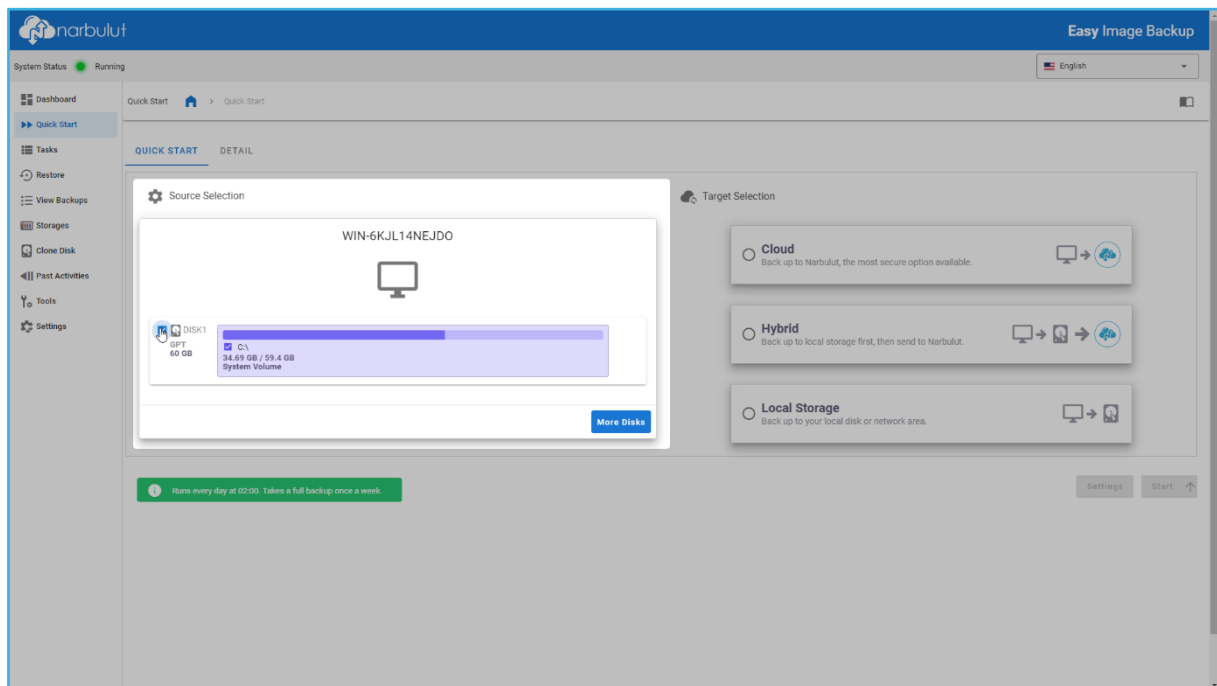 narbulut
Easy Image Backup
System Status Running
English
Dashboard
Quick Start
Tasks
Restore
View Backups
Storages
Clone Disk
Past Activities
Tools
Settings
Quick Start > Quick Start
QUICK START DETAIL
Source Selection
WIN-6KJL14NEJDO
DISK1
GPT
60 GB
C:\
34.69 GB / 59.4 GB
System Volume
More Disks
Target Selection
Cloud
Back up to Narbulut, the most secure option available.
Hybrid
Back up to local storage first, then send to Narbulut.
Local Storage
Back up to your local disk or network area.
Runs every day at 02:00. Takes a full backup once a week.
Settings
Start